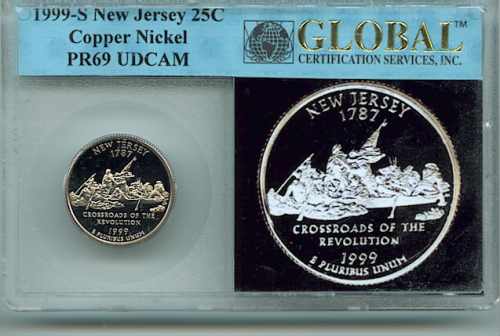 1999-S New Jersey 25C
Copper Nickel
PR69 UDCAM
GLOBAL™
CERTIFICATION SERVICES, INC.
NEW JERSEY
1787
CROSSROADS OF THE
REVOLUTION
1999
E PLURIBUS UNUM
NEW JERSEY
1787
CROSSROADS OF THE
REVOLUTION
1999
E PLURIBUS UNUM